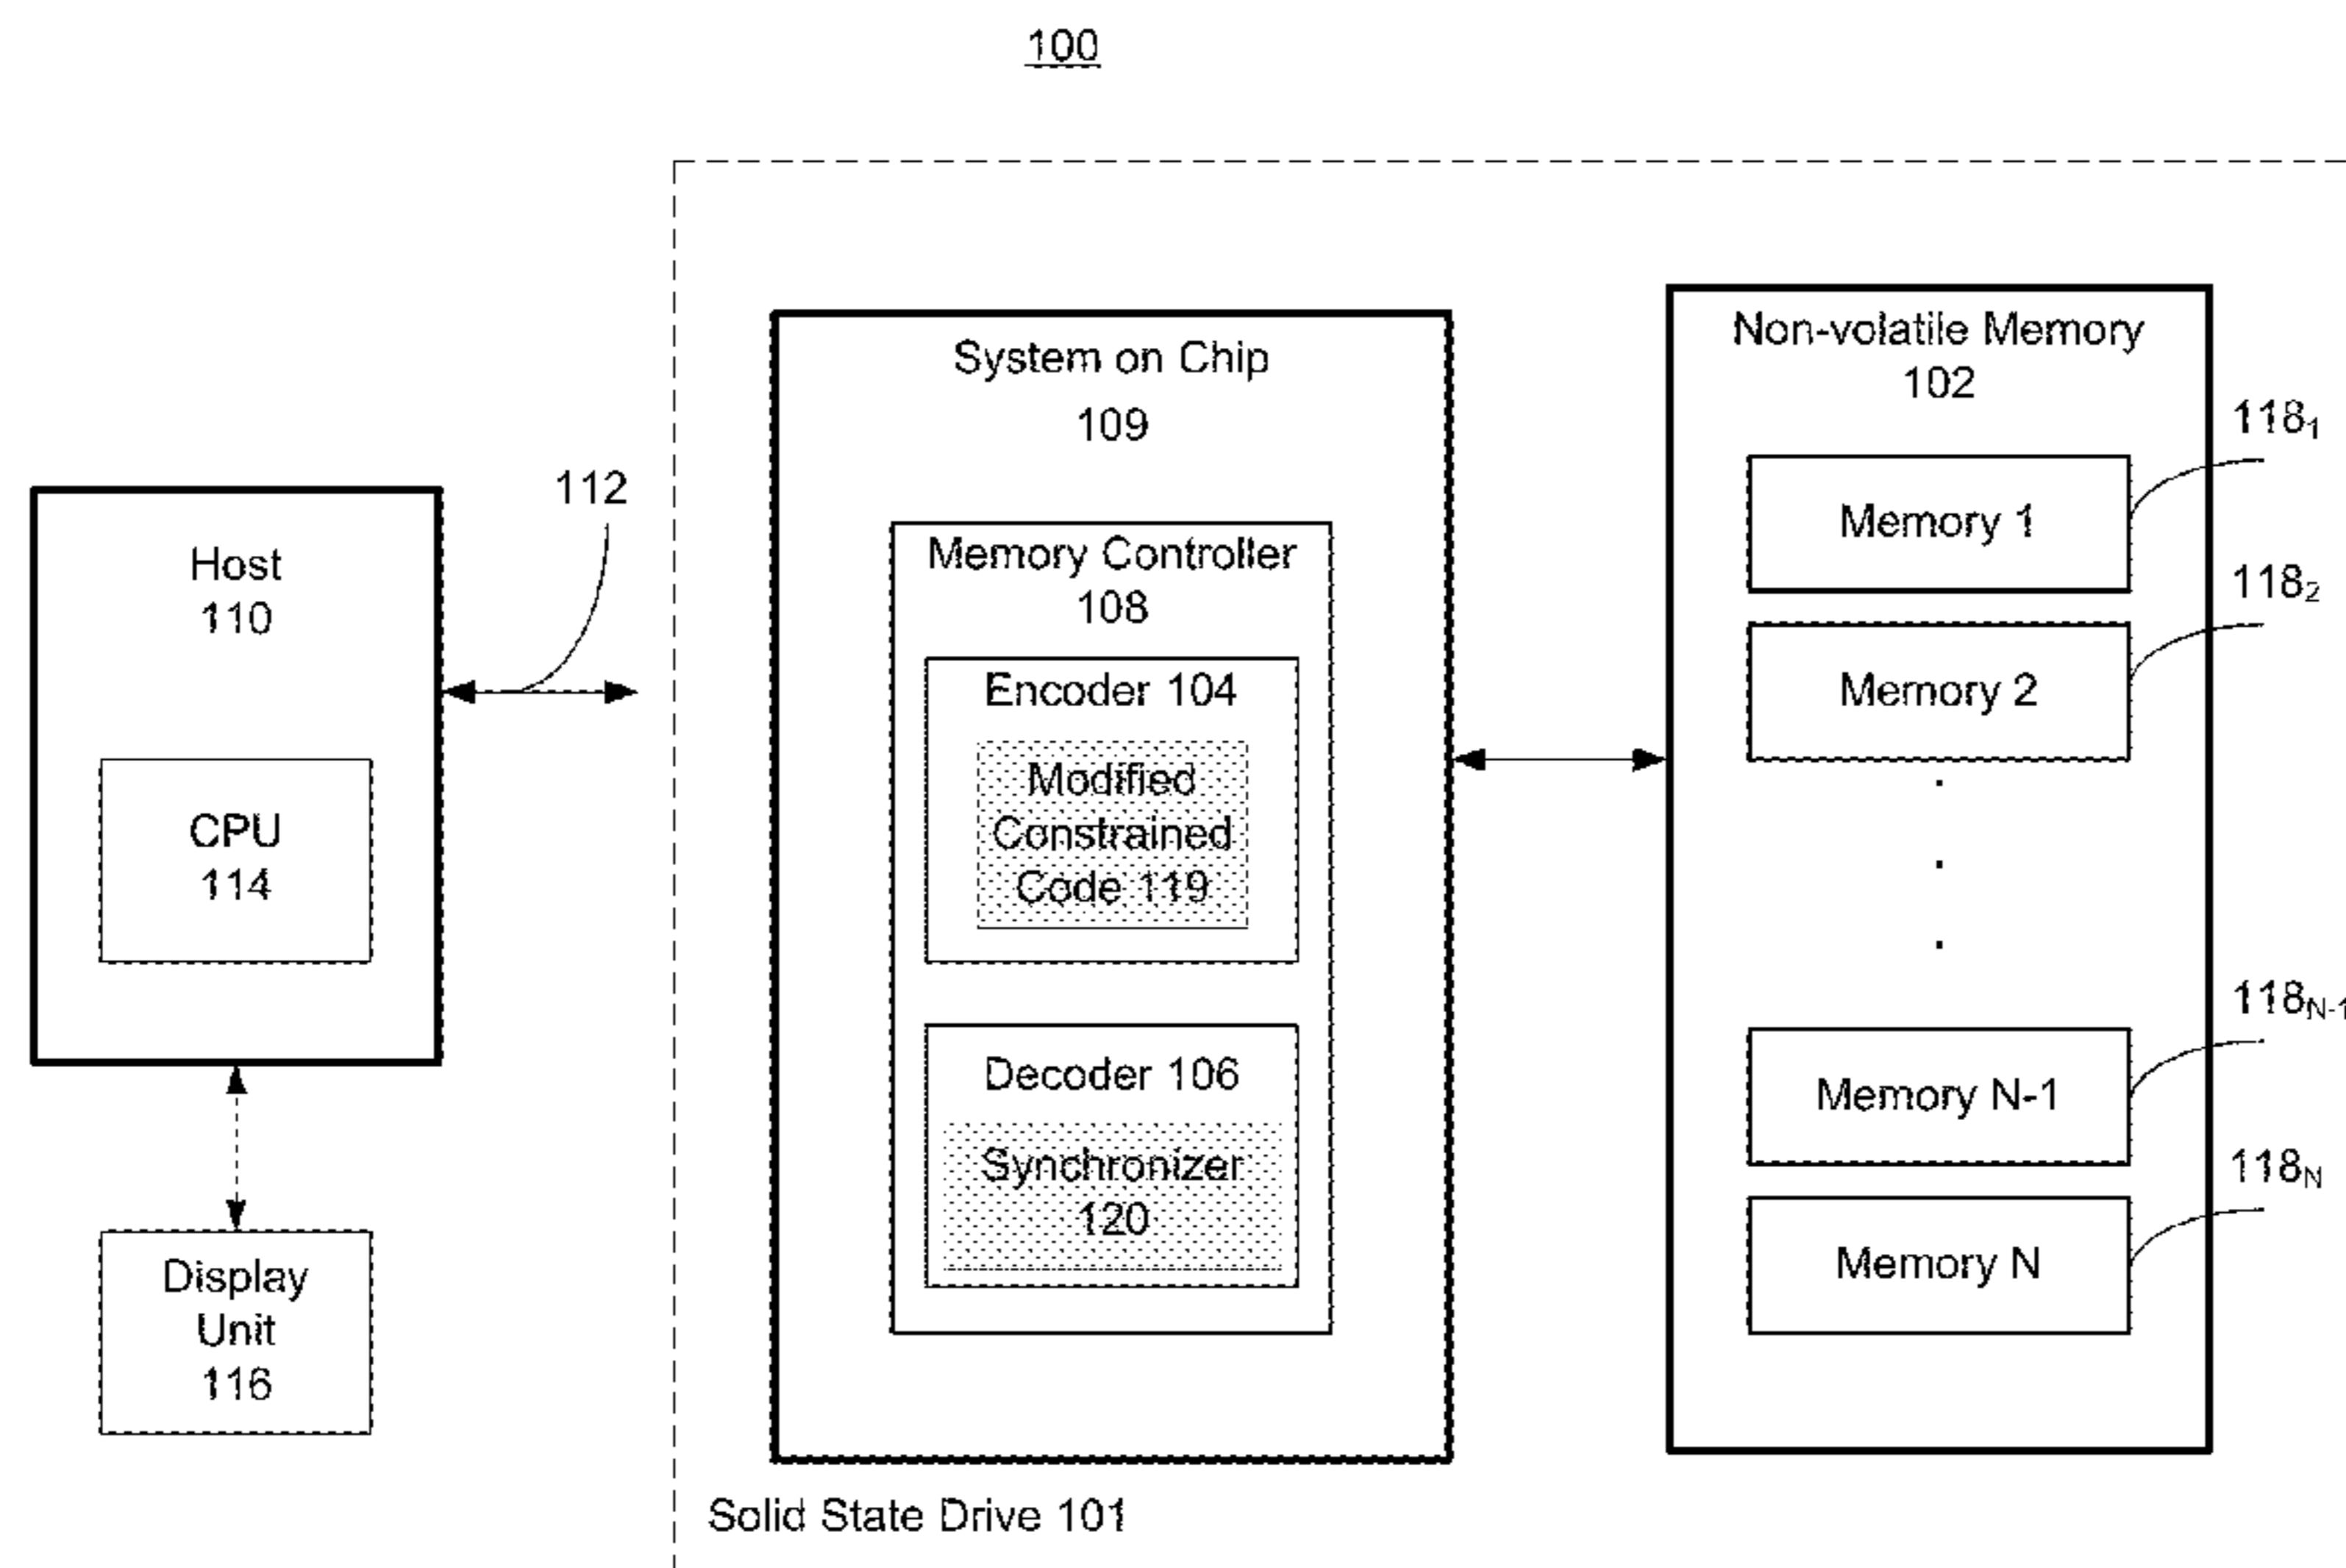 100
System on Chip
109
Memory Controller
108
Encoder 104
Modified
Constrained
Code 119
Decoder 106
Synchronizer
120
Non-volatile Memory
102
118₁
Memory 1
118₂
Memory 2
118N-1
Memory N-1
118N
Memory N
112
Host
110
CPU
114
Display
Unit
116
Solid State Drive 101